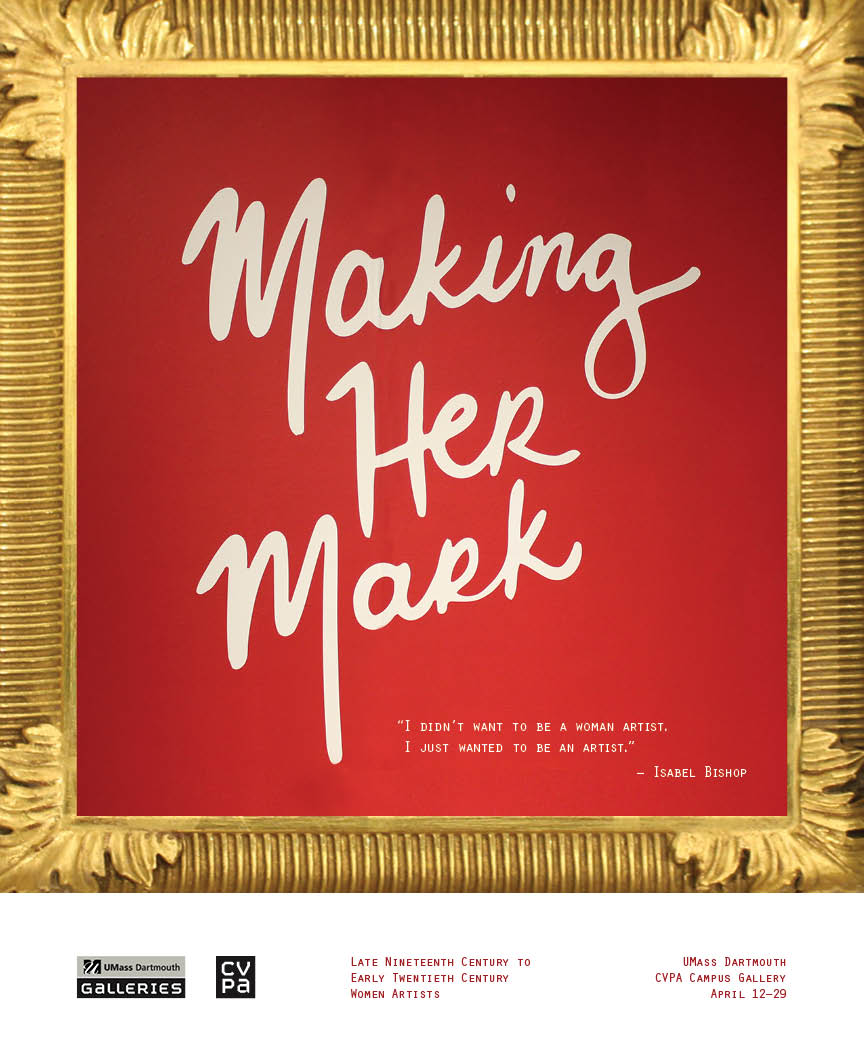 Making
Her
Mark
“I didn’t want to be a woman artist.
I just wanted to be an artist.”
– Isabel Bishop
UMass Dartmouth
GALLERIES
CV
PA
Late Nineteenth Century to
Early Twentieth Century
Women Artists
UMass Dartmouth
CVPA Campus Gallery
April 12–29